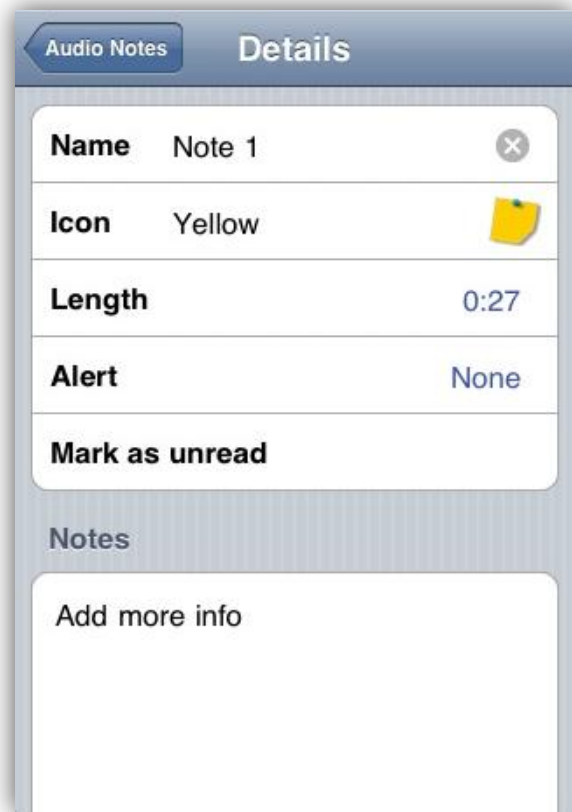 Audio Notes Details
Name Note 1
Icon Yellow
Length 0:27
Alert None
Mark as unread
Notes
Add more info